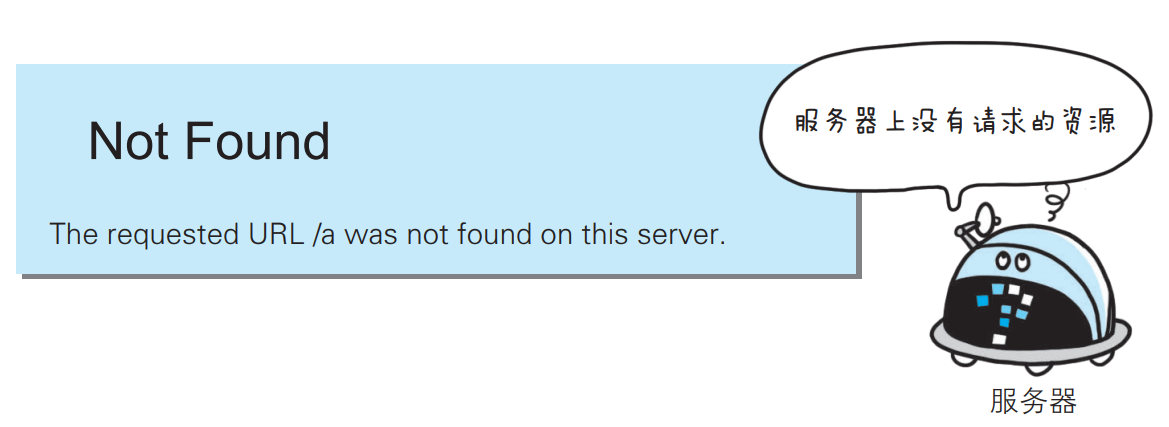 服务器上没有请求的资源
Not Found
The requested URL /a was not found on this server.
服务器